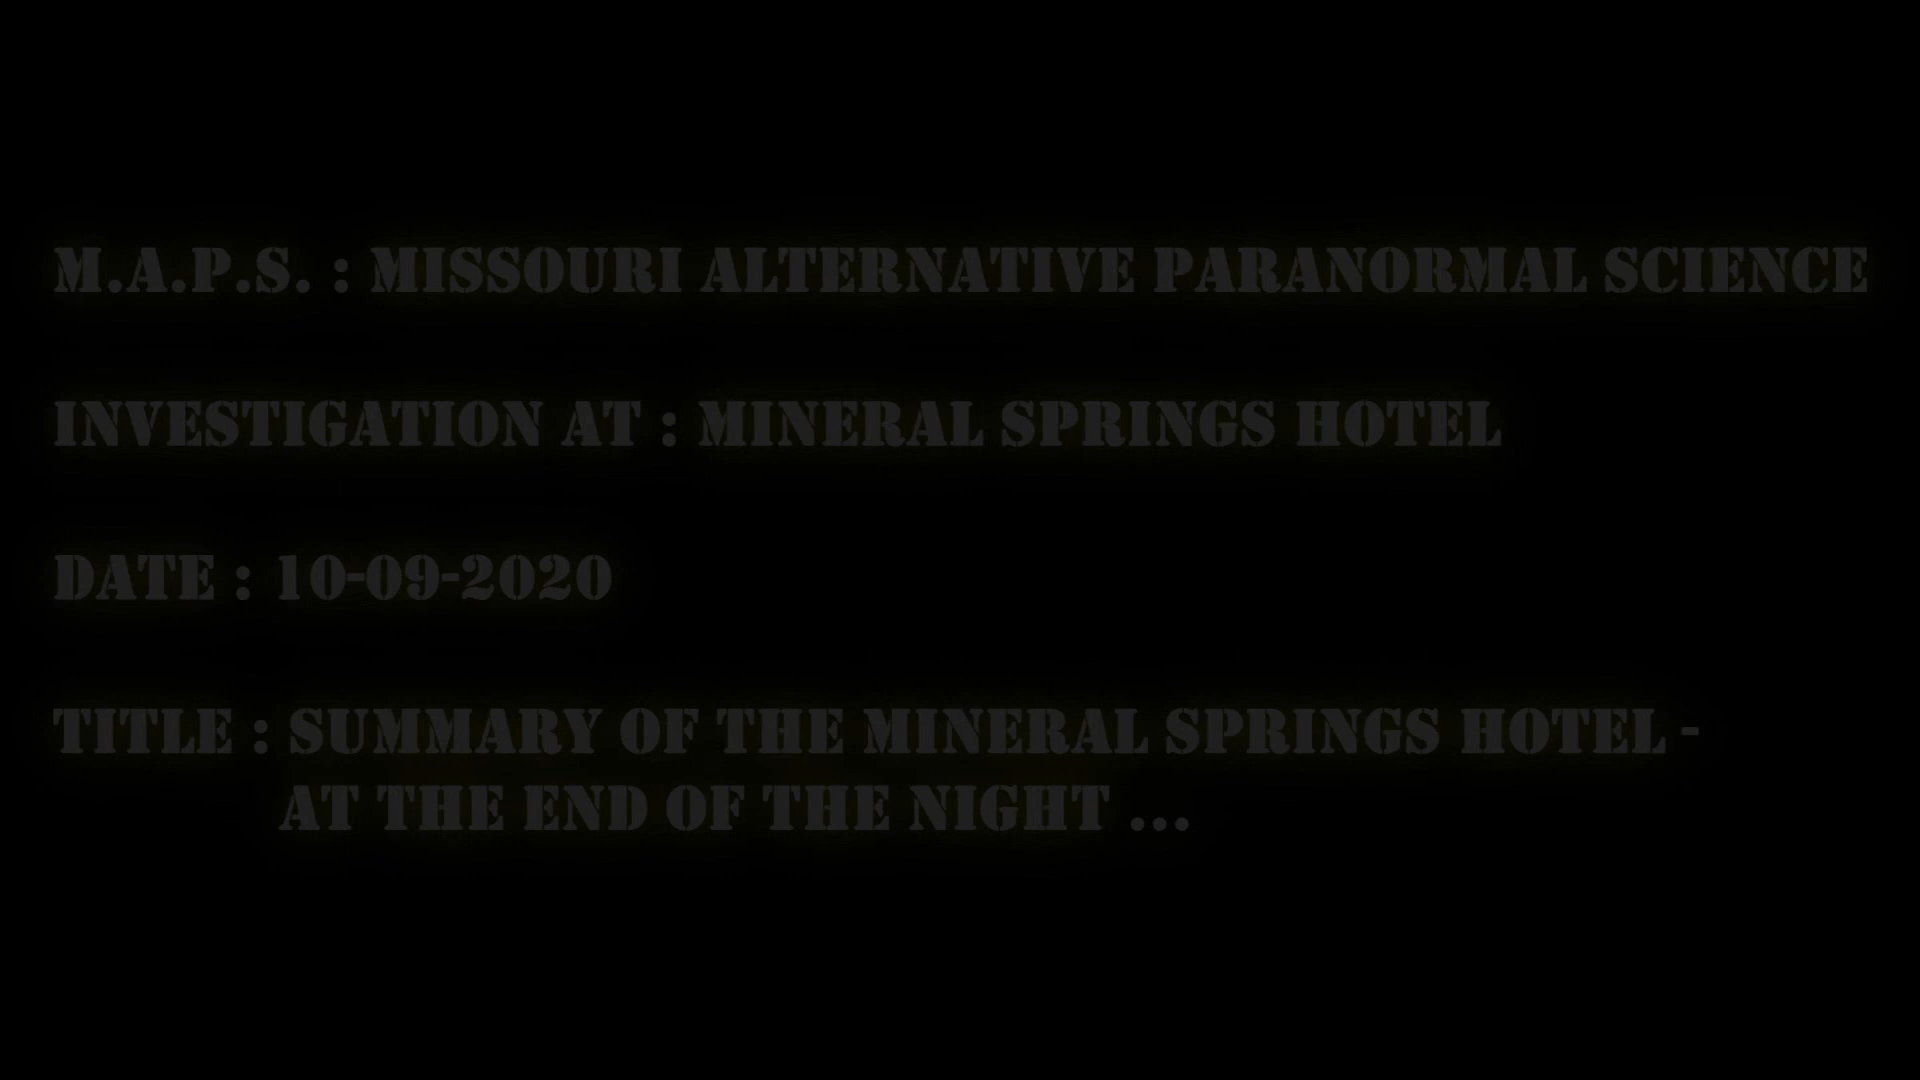 M.A.P.S. : MISSOURI ALTERNATIVE PARANORMAL SCIENCE
INVESTIGATION AT : MINERAL SPRINGS HOTEL
DATE : 10-09-2020
TITLE : SUMMARY OF THE MINERAL SPRINGS HOTEL -
AT THE END OF THE NIGHT ...